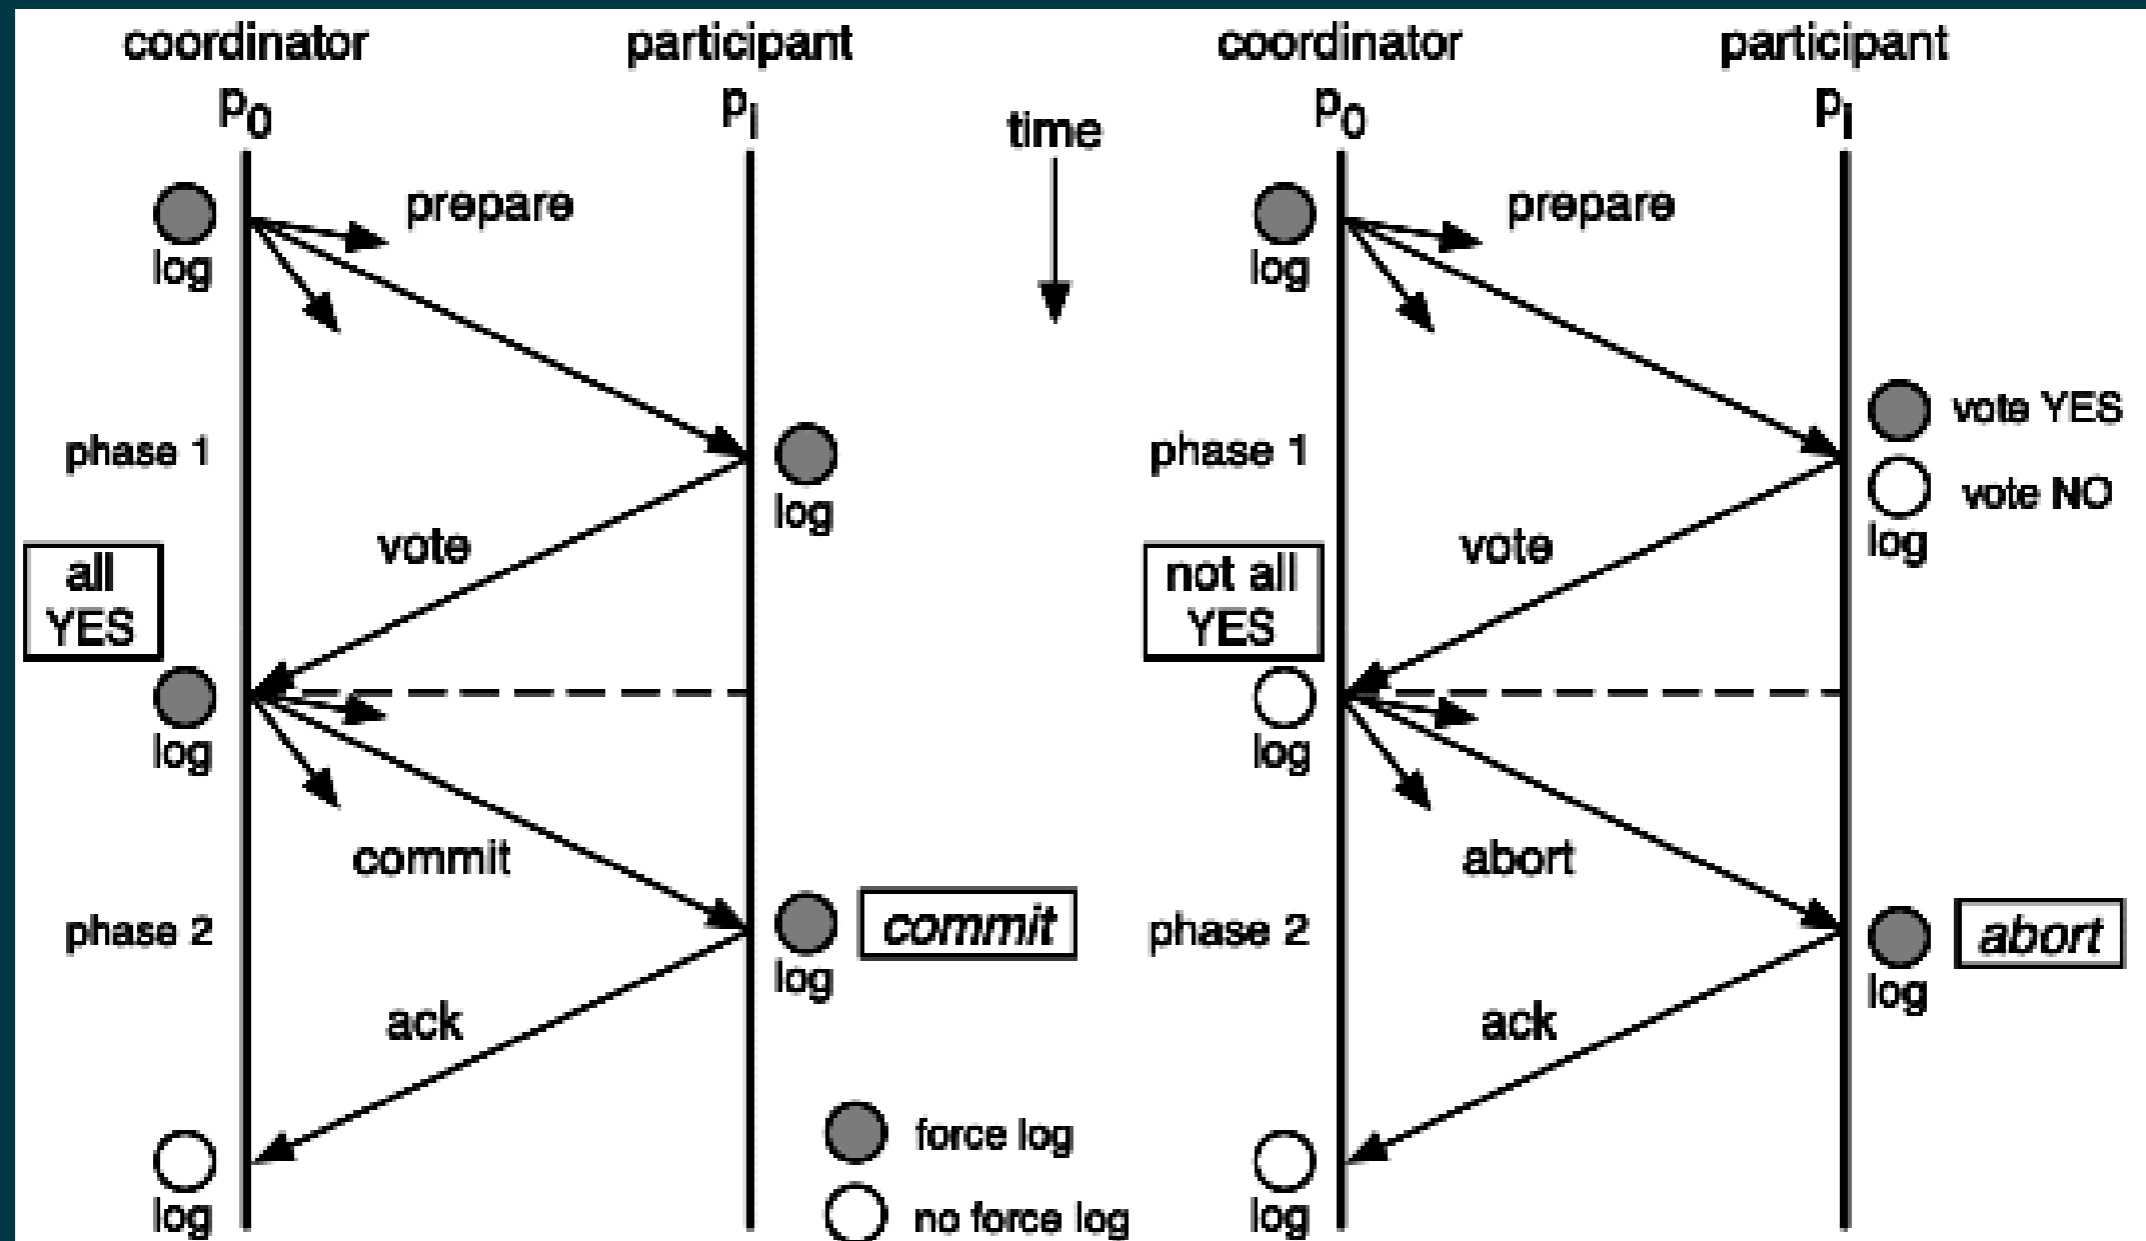 coordinator
participant
p0
pi
prepare
log
phase 1
log
vote
all
YES
log
commit
phase 2
commit
log
ack
log
time
force log
no force log
coordinator
participant
p0
pi
prepare
log
phase 1
vote YES
vote NO
log
vote
not all
YES
log
abort
phase 2
abort
log
ack
log